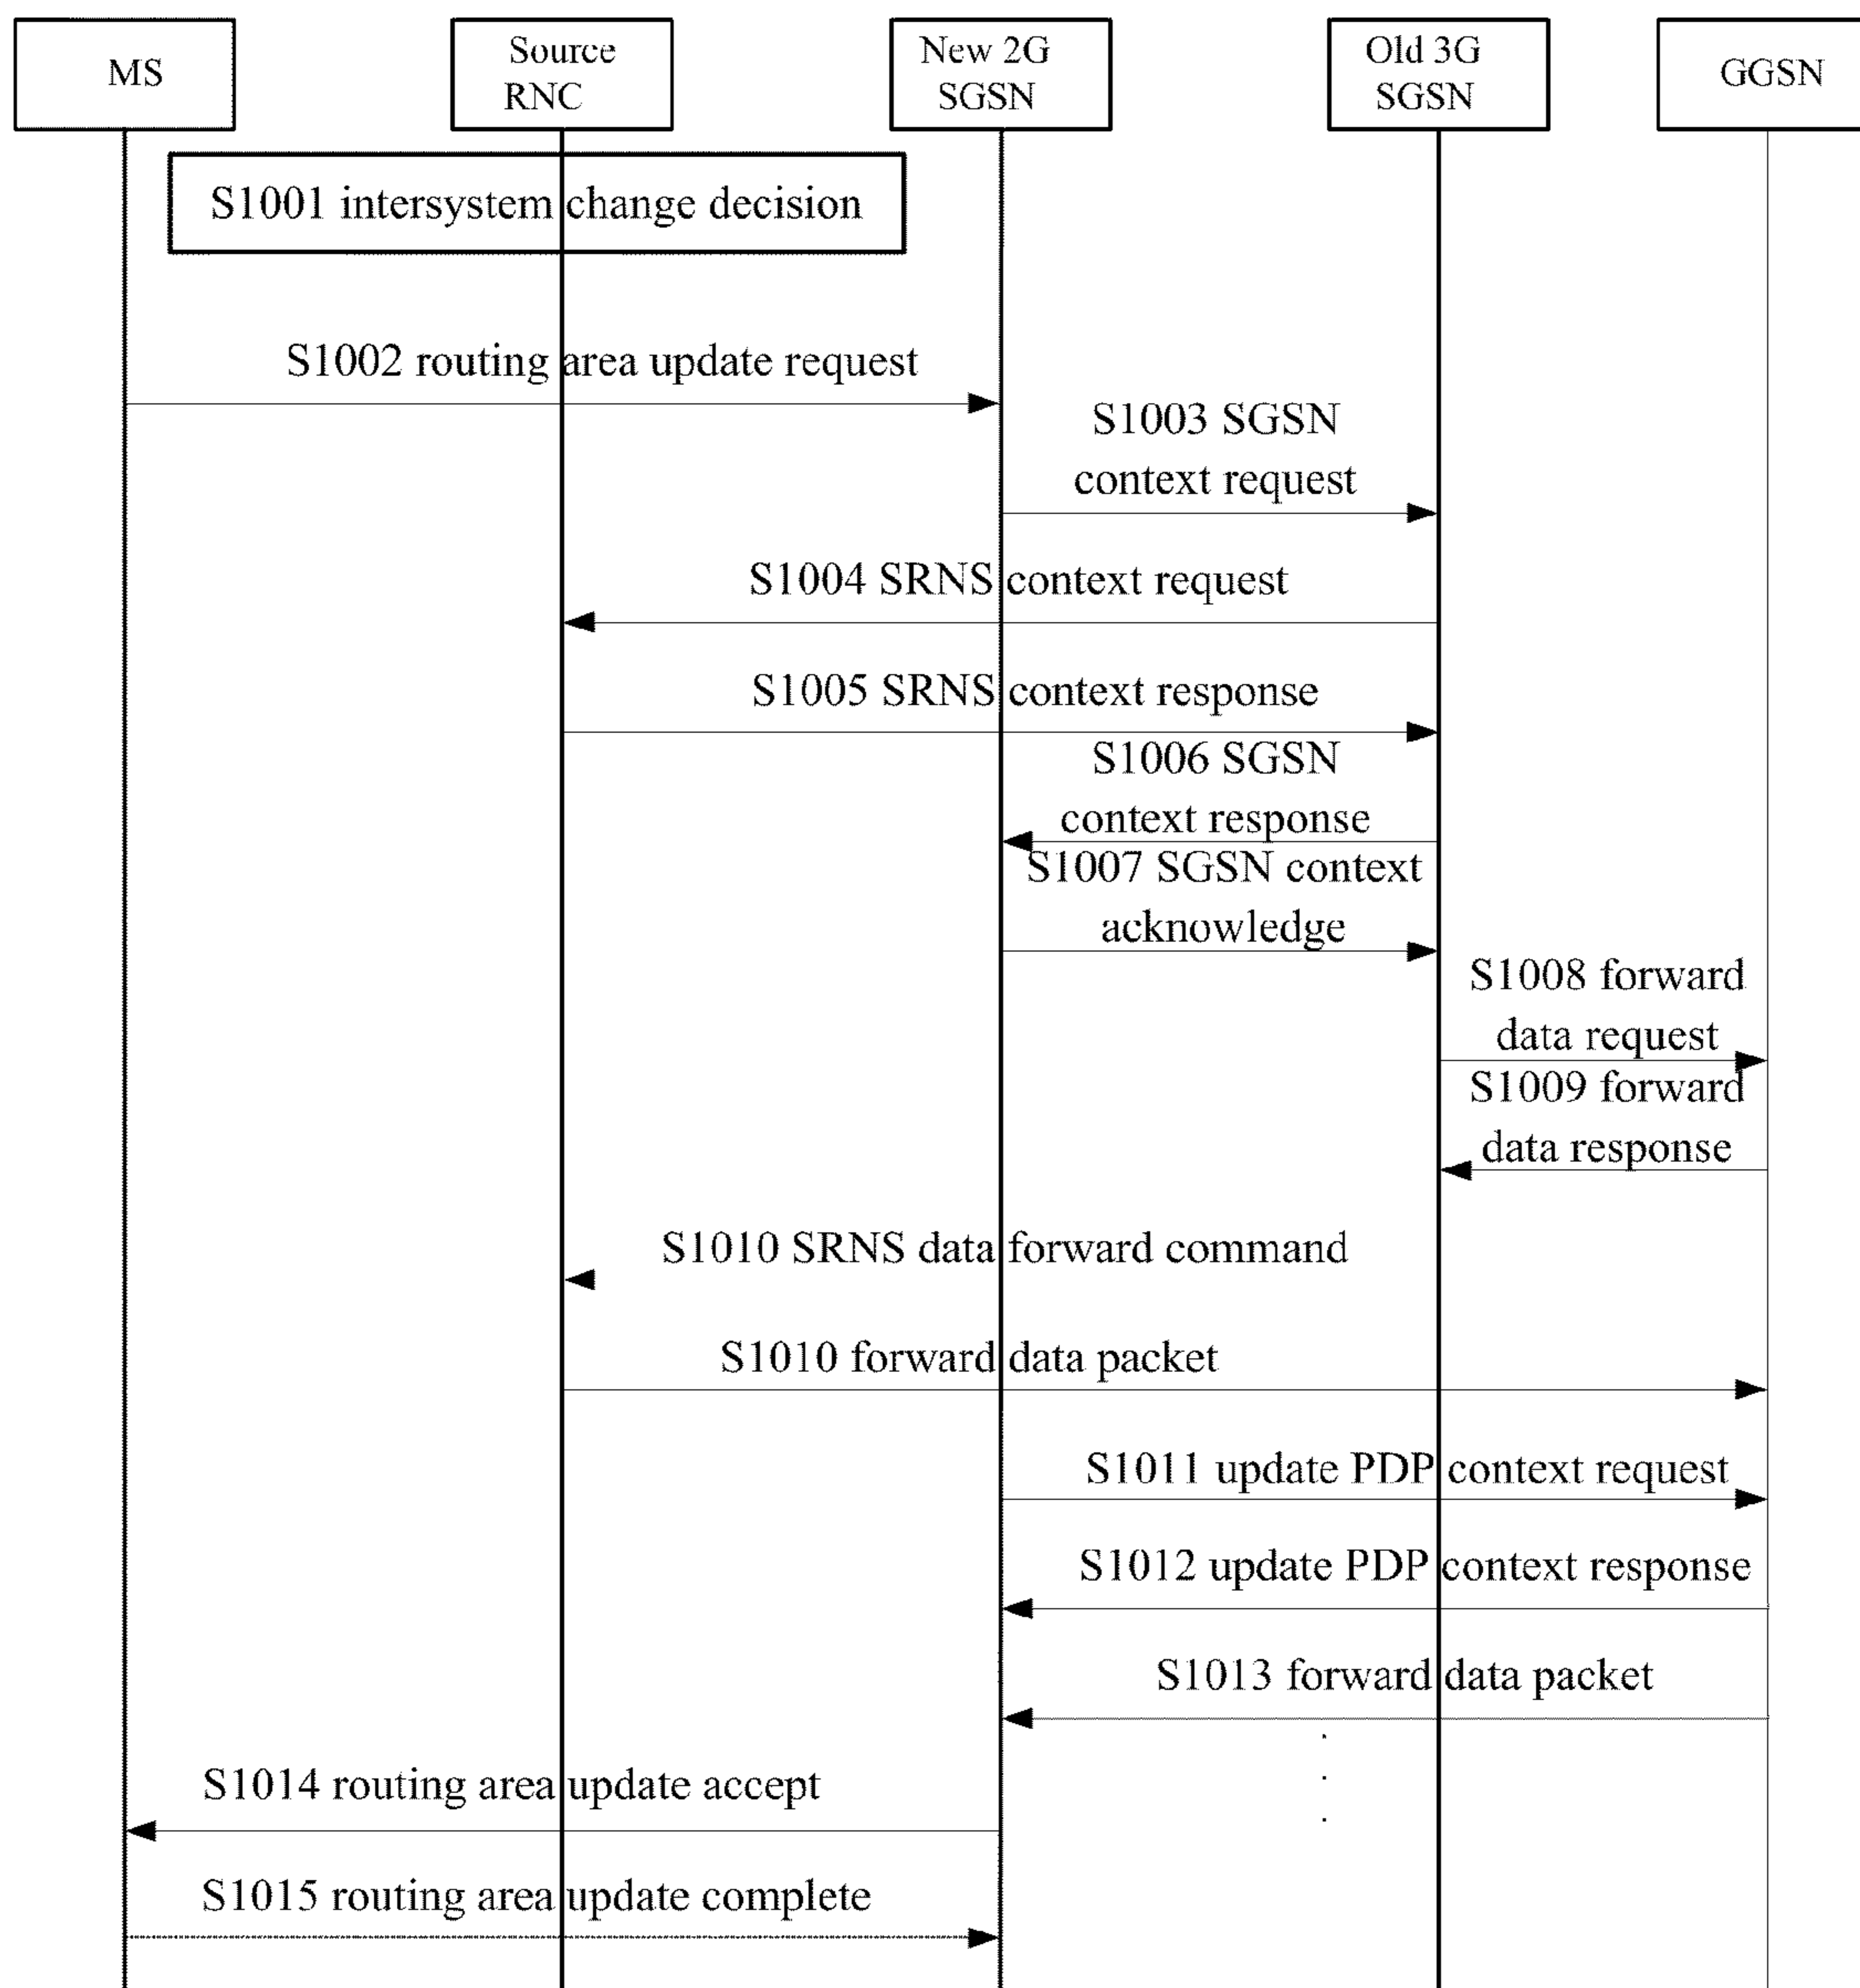 MS
Source
RNC
New 2G
SGSN
Old 3G
SGSN
GGSN
S1001 intersystem change decision
S1002 routing area update request
S1003 SGSN
context request
S1004 SRNS context request
S1005 SRNS context response
S1006 SGSN
context response
S1007 SGSN context
acknowledge
S1008 forward
data request
S1009 forward
data response
S1010 SRNS data forward command
S1010 forward data packet
S1011 update PDP context request
S1012 update PDP context response
S1013 forward data packet
S1014 routing area update accept
S1015 routing area update complete